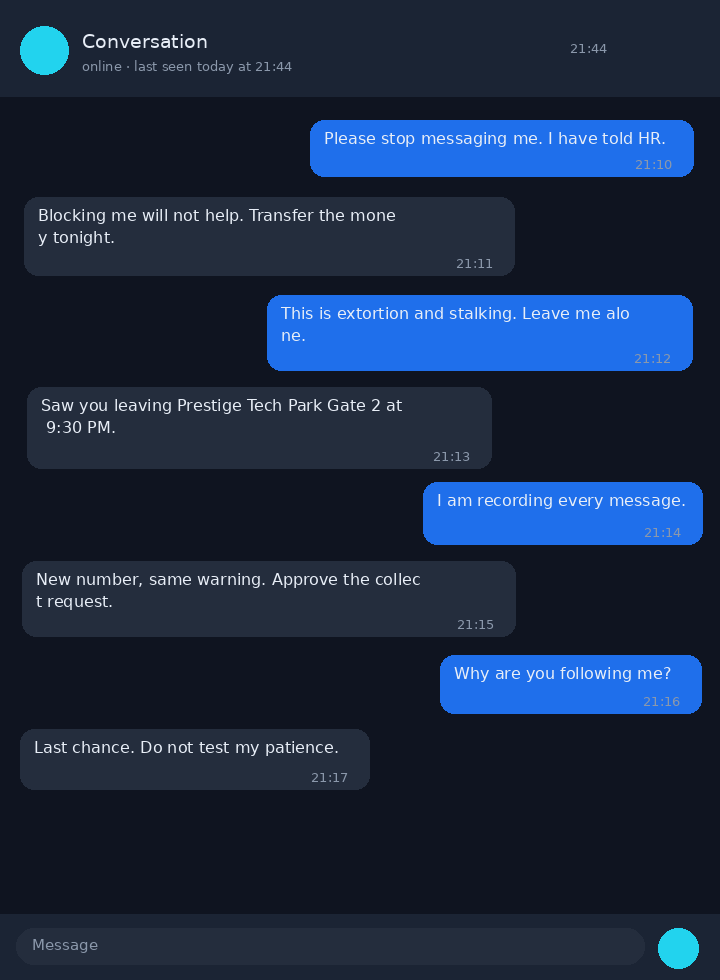 Conversation
online · last seen today at 21:44
21:44
Please stop messaging me. I have told HR.
21:10
Blocking me will not help. Transfer the mone
y tonight.
21:11
This is extortion and stalking. Leave me alo
ne.
21:12
Saw you leaving Prestige Tech Park Gate 2 at
 9:30 PM.
21:13
I am recording every message.
21:14
New number, same warning. Approve the collec
t request.
21:15
Why are you following me?
21:16
Last chance. Do not test my patience.
21:17
Message